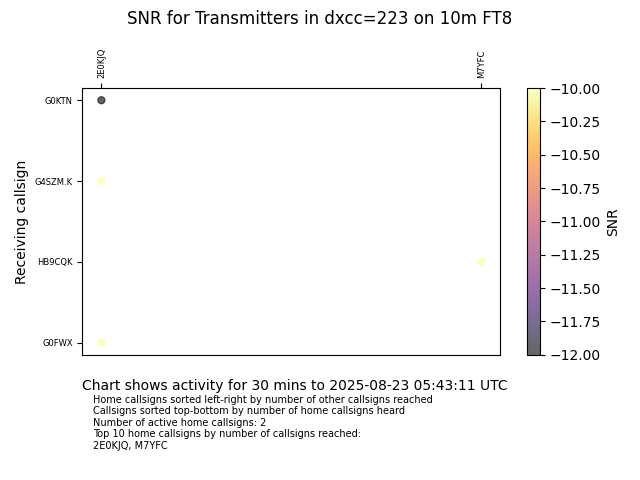 SNR for Transmitters in dxcc=223 on 10m FT8
2E0KJQ
M7YFC
G0KTN
G4SZM.K
HB9CQK
G0FWX
Receiving callsign
−10.00
−10.25
−10.50
−10.75
−11.00
−11.25
−11.50
−11.75
−12.00
SNR
Chart shows activity for 30 mins to 2025-08-23 05:43:11 UTC
Home callsigns sorted left-right by number of other callsigns reached
Callsigns sorted top-bottom by number of home callsigns heard
Number of active home callsigns: 2
Top 10 home callsigns by number of callsigns reached:
2E0KJQ, M7YFC